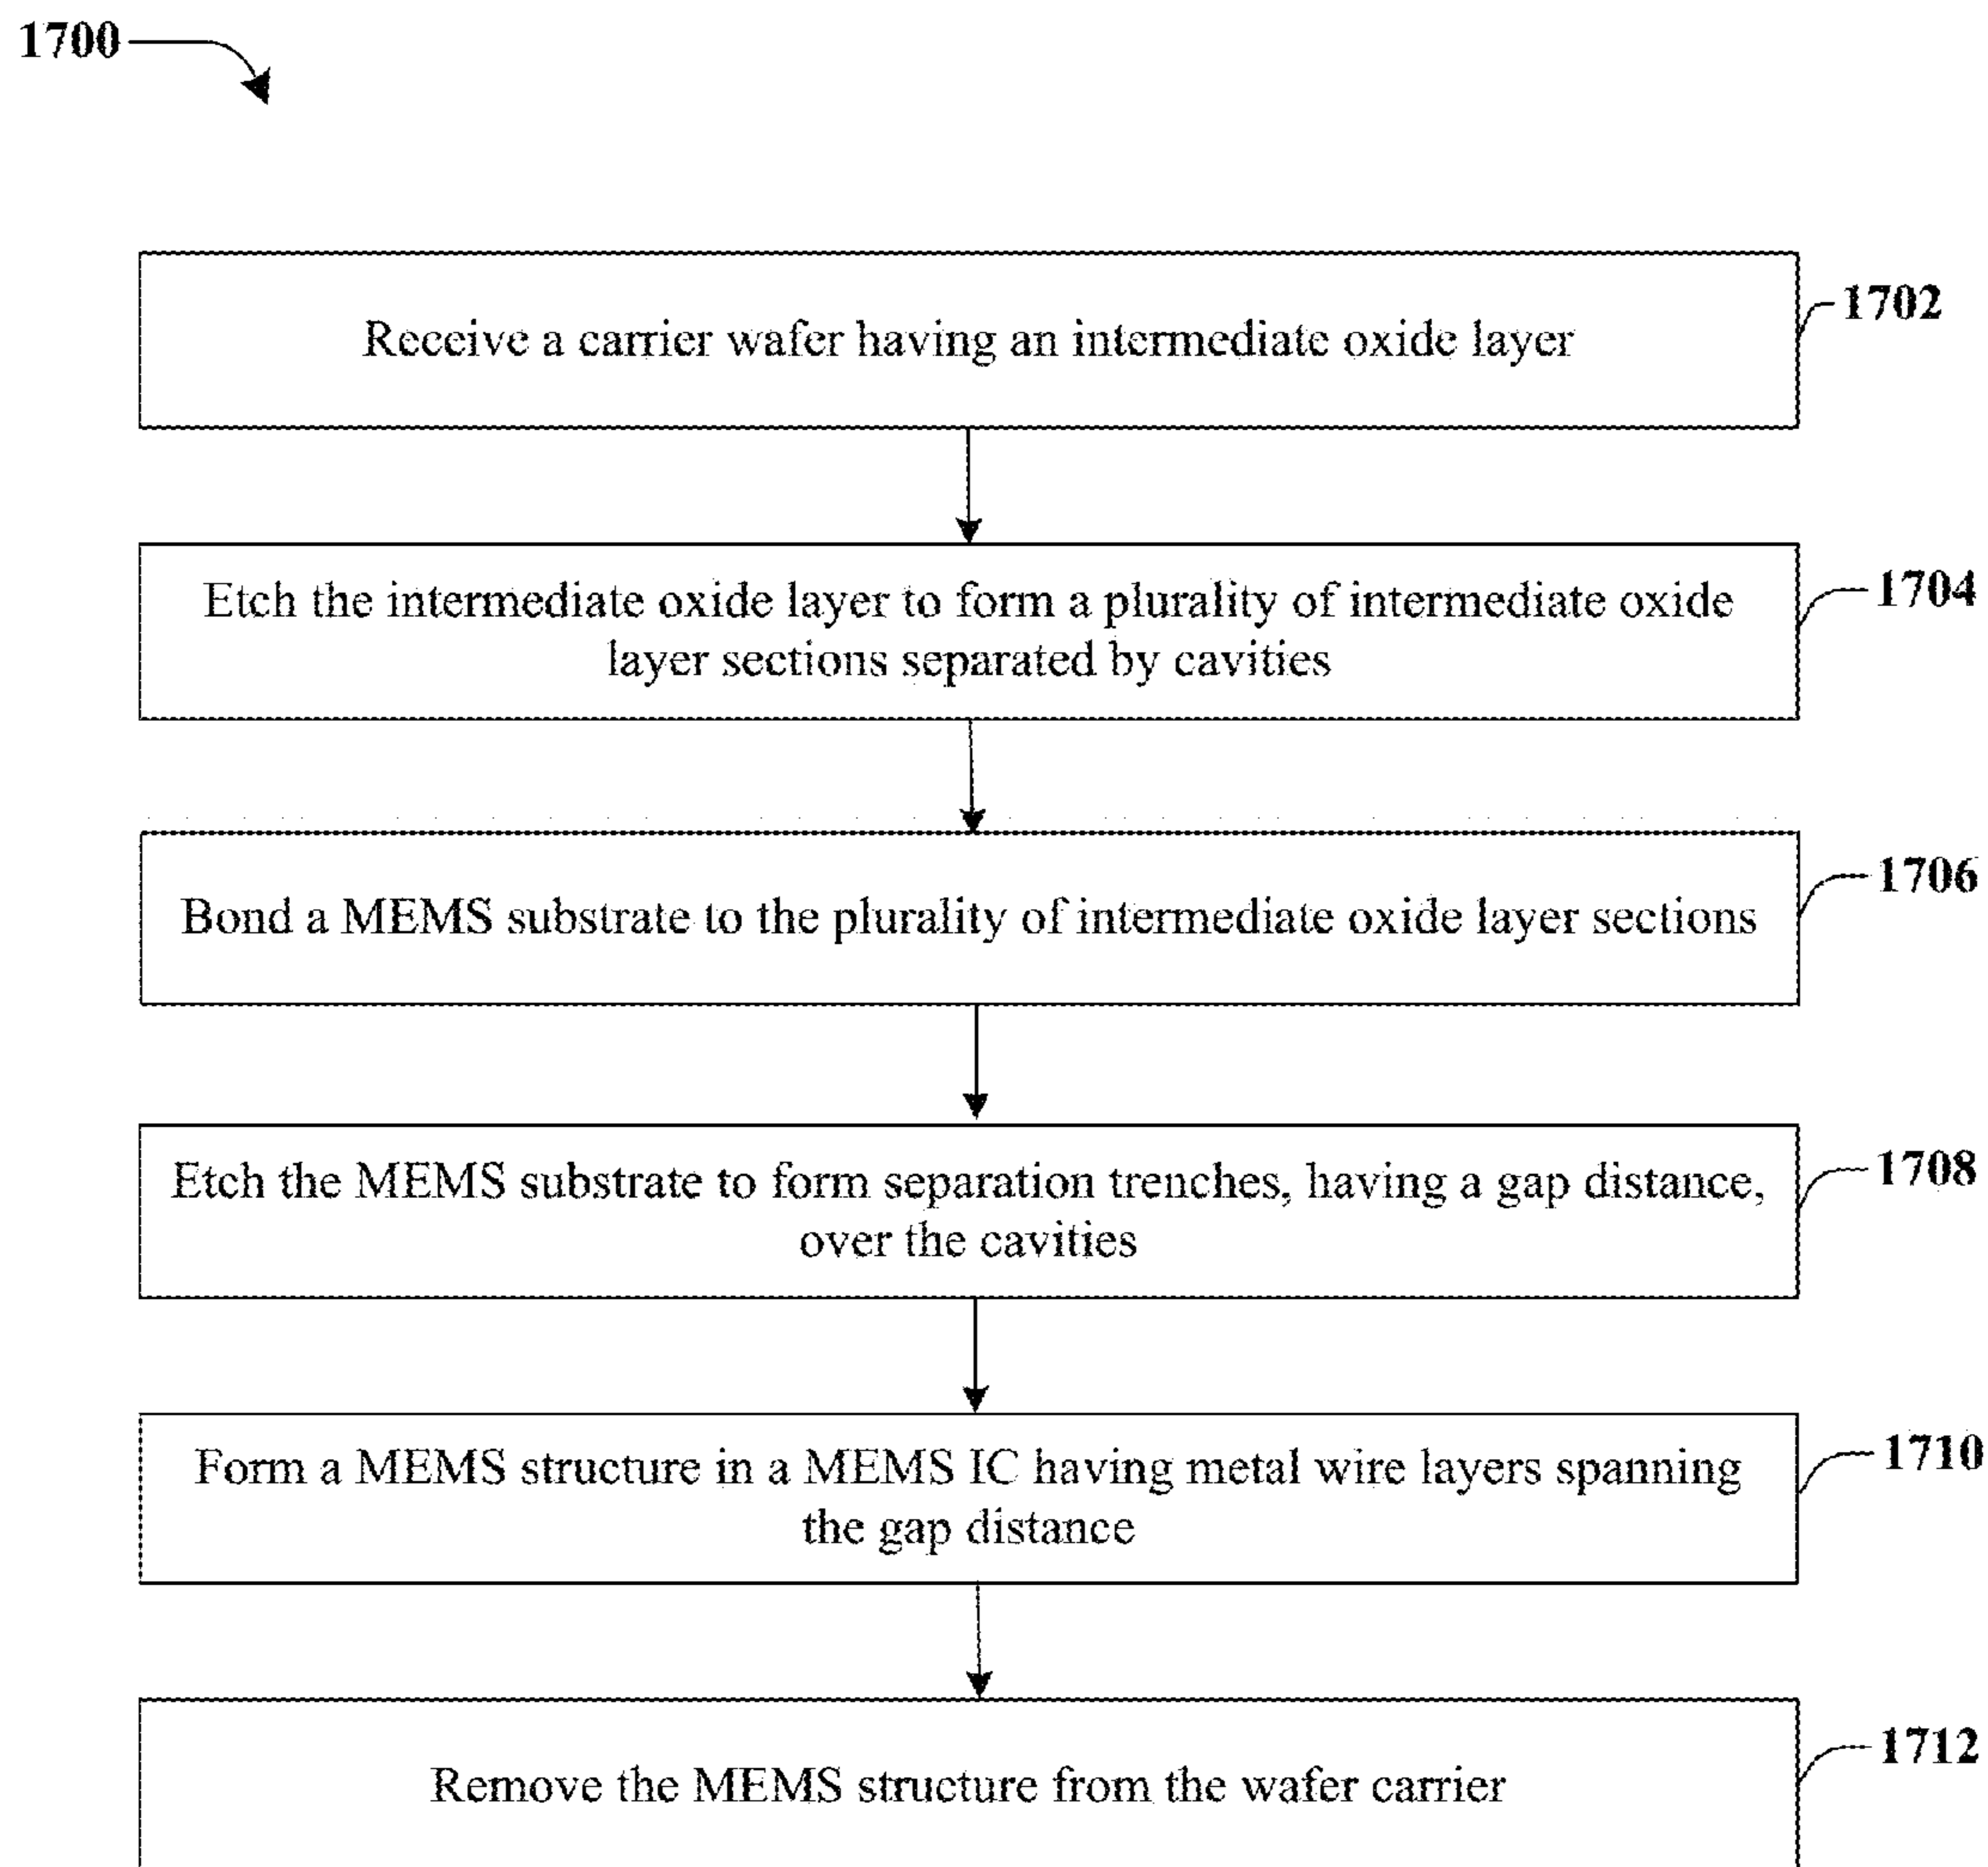 1700
Receive a carrier wafer having an intermediate oxide layer
1702
Etch the intermediate oxide layer to form a plurality of intermediate oxide
layer sections separated by cavities
1704
Bond a MEMS substrate to the plurality of intermediate oxide layer sections
1706
Etch the MEMS substrate to form separation trenches, having a gap distance,
over the cavities
1708
Form a MEMS structure in a MEMS IC having metal wire layers spanning
the gap distance
1710
Remove the MEMS structure from the wafer carrier
1712